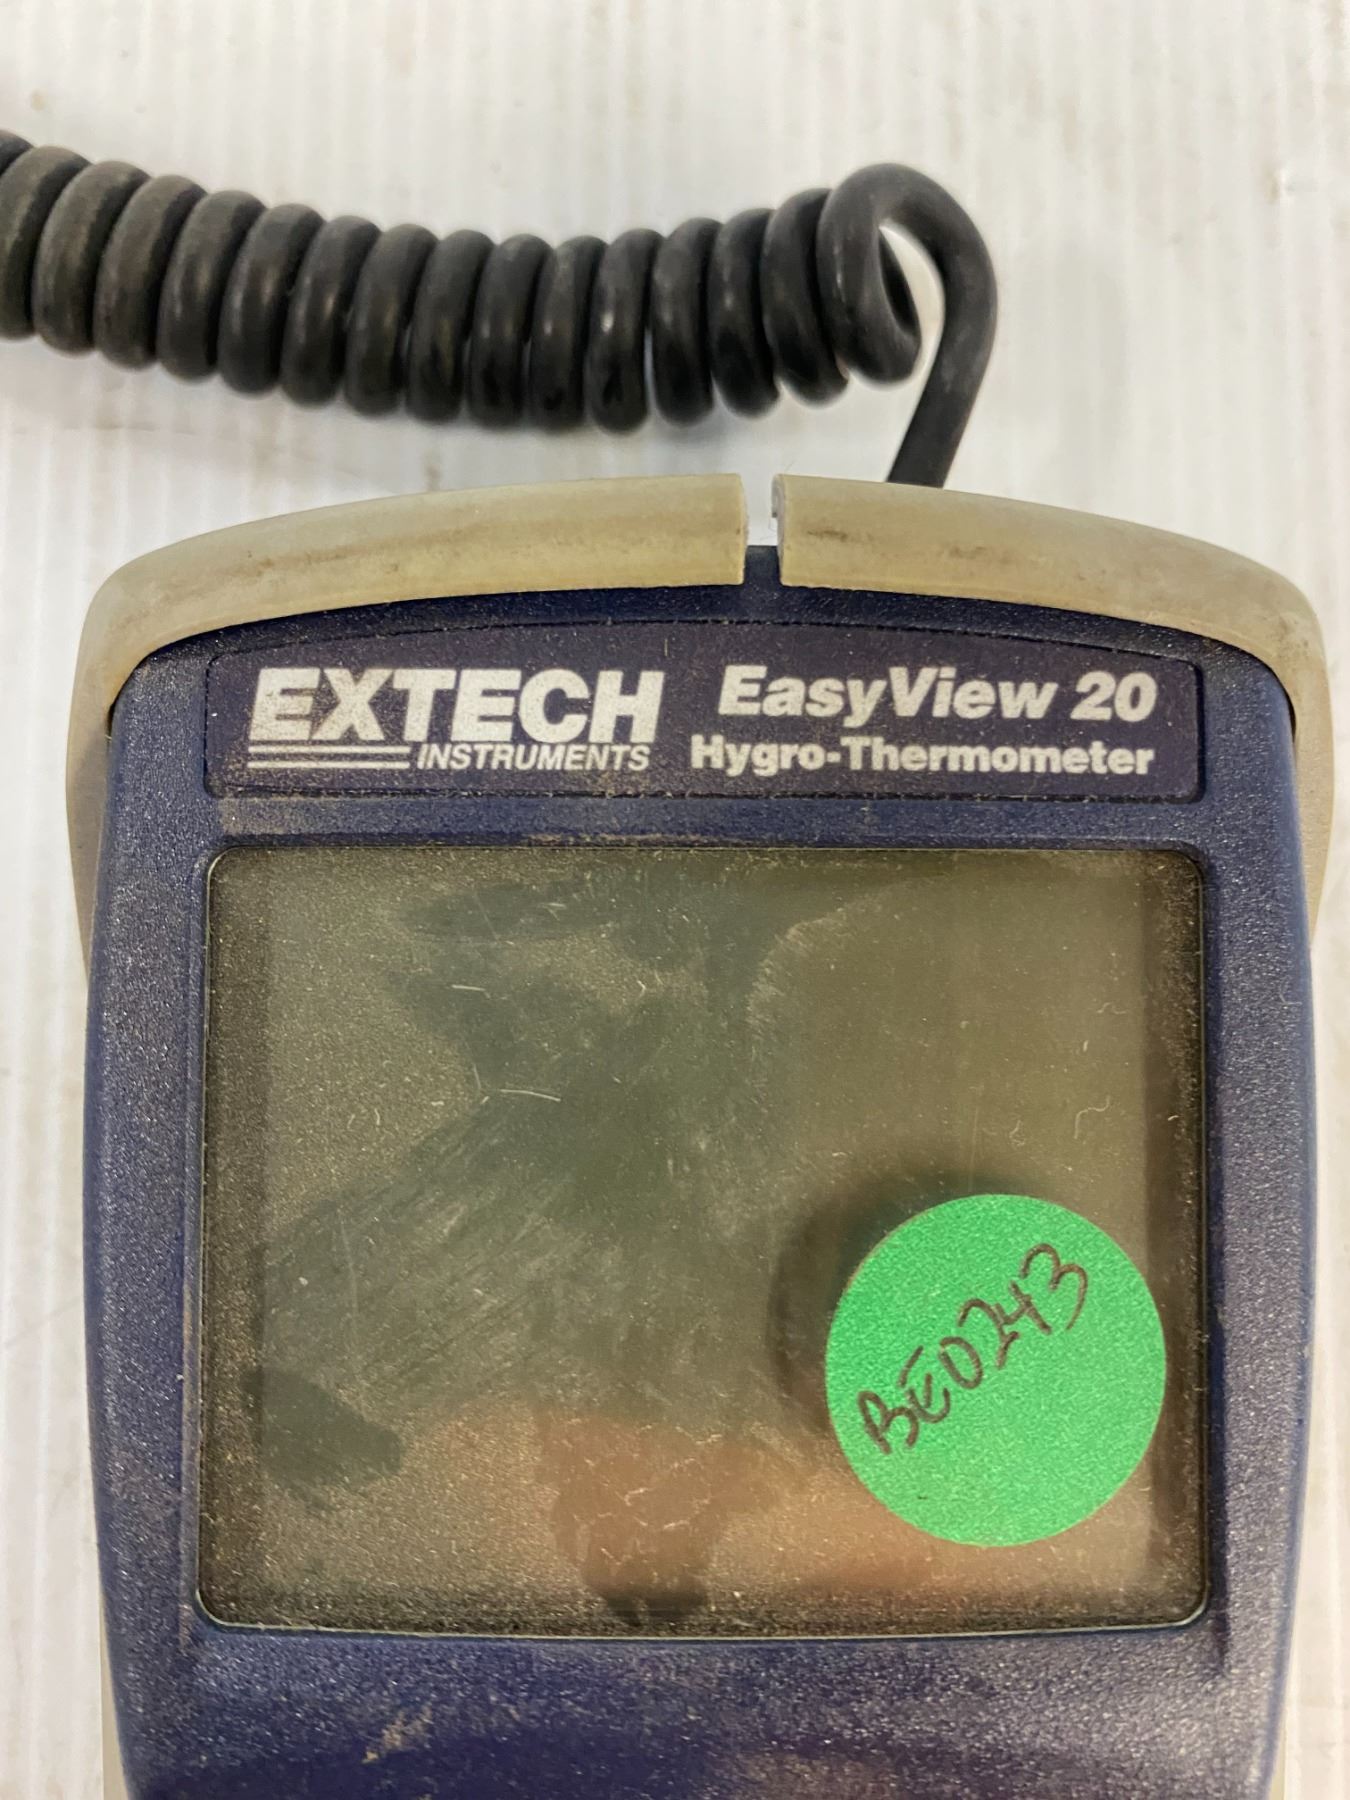 EXTECH
INSTRUMENTS
EasyView 20
Hygro-Thermometer
BE0243